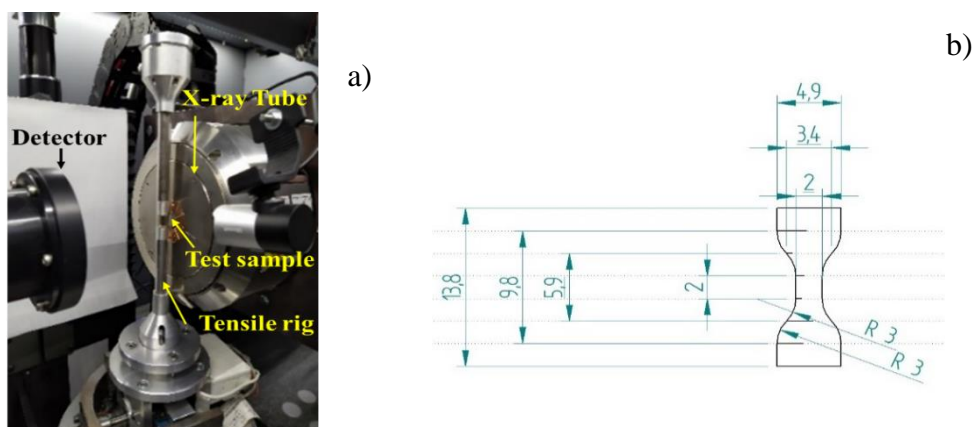 a)
b)
X-ray Tube
Detector
Test sample
Tensile rig
4,9
3,4
2
13,8
9,8
5,9
2
R 3
R 3